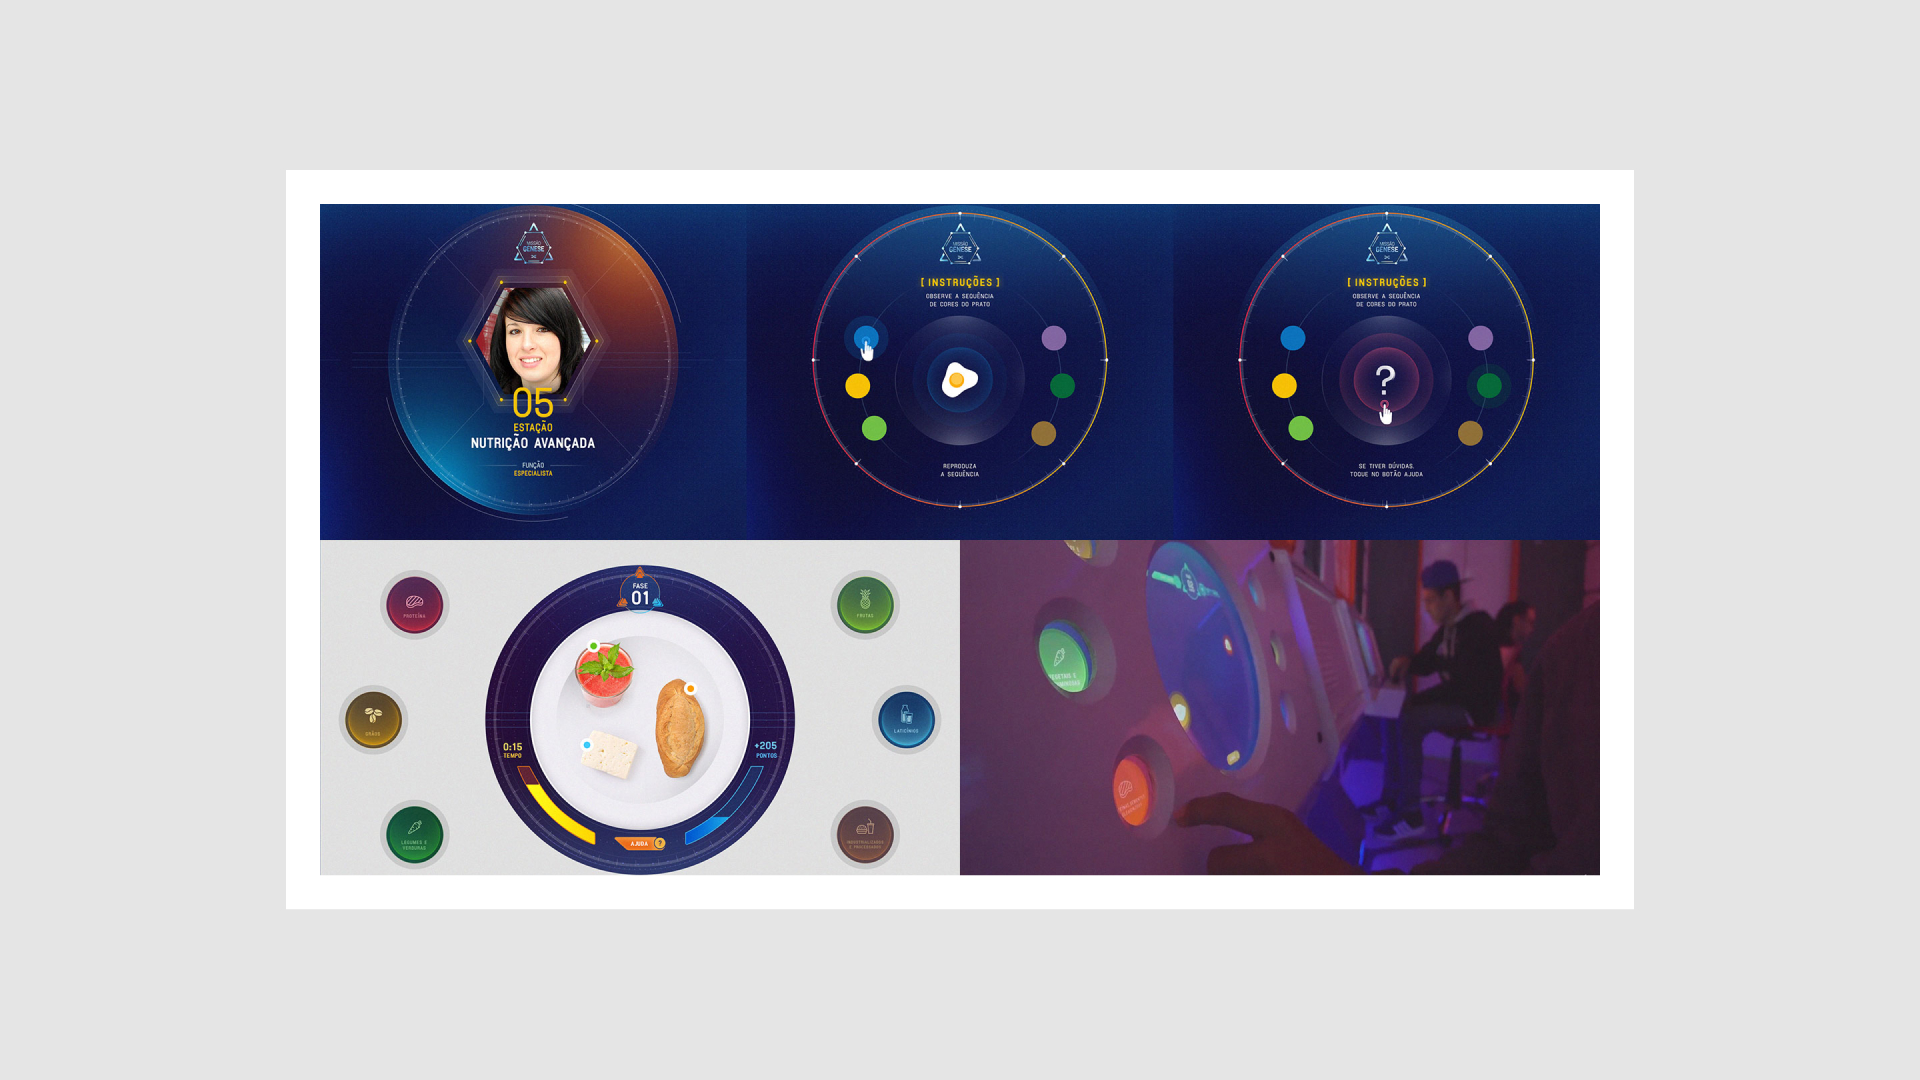 MISSÃO
GÊNESE
05
ESTAÇÃO
NUTRIÇÃO AVANÇADA
FUNÇÃO
ESPECIALISTA
MISSÃO
GÊNESE
[ INSTRUÇÕES ]
OBSERVE A SEQUÊNCIA
DE CORES DO PRATO
REPRODUZA
A SEQUÊNCIA
MISSÃO
GÊNESE
[ INSTRUÇÕES ]
OBSERVE A SEQUÊNCIA
DE CORES DO PRATO
?
SE TIVER DÚVIDAS,
TOQUE NO BOTÃO AJUDA
PROTEÍNA
GRÃOS
LEGUMES E
VERDURAS
FASE
01
0:15
TEMPO
+205
PONTOS
AJUDA ?
FRUTAS
LATICÍNIOS
INDUSTRIALIZADOS
E PROCESSADOS